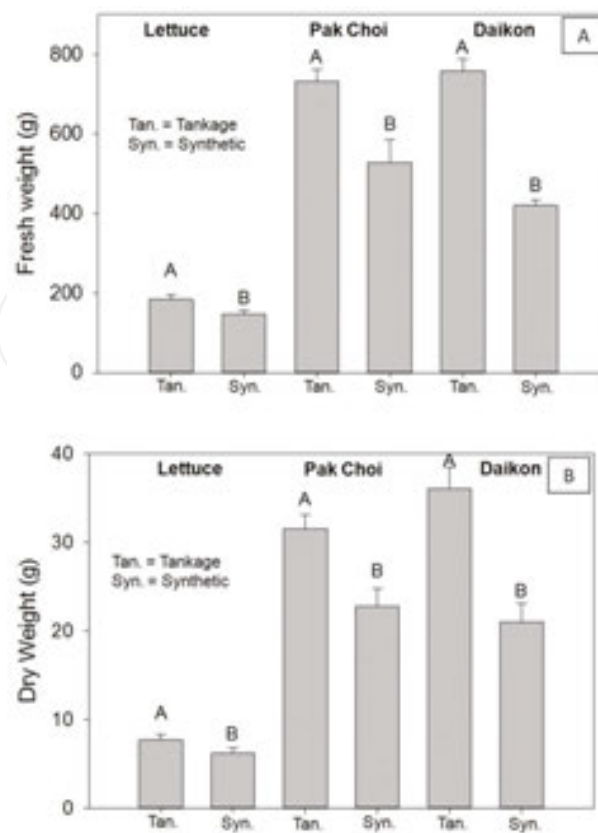 Lettuce Pak Choi Daikon A
800
600
400
200
0
Fresh weight (g)
Tan. = Tankage
Syn. = Synthetic
A B A B A B
Tan. Syn. Tan. Syn. Tan. Syn.
Lettuce Pak Choi Daikon B
40
30
20
10
0
Dry Weight (g)
Tan. = Tankage
Syn. = Synthetic
A B A B A B
Tan. Syn. Tan. Syn. Tan. Syn.